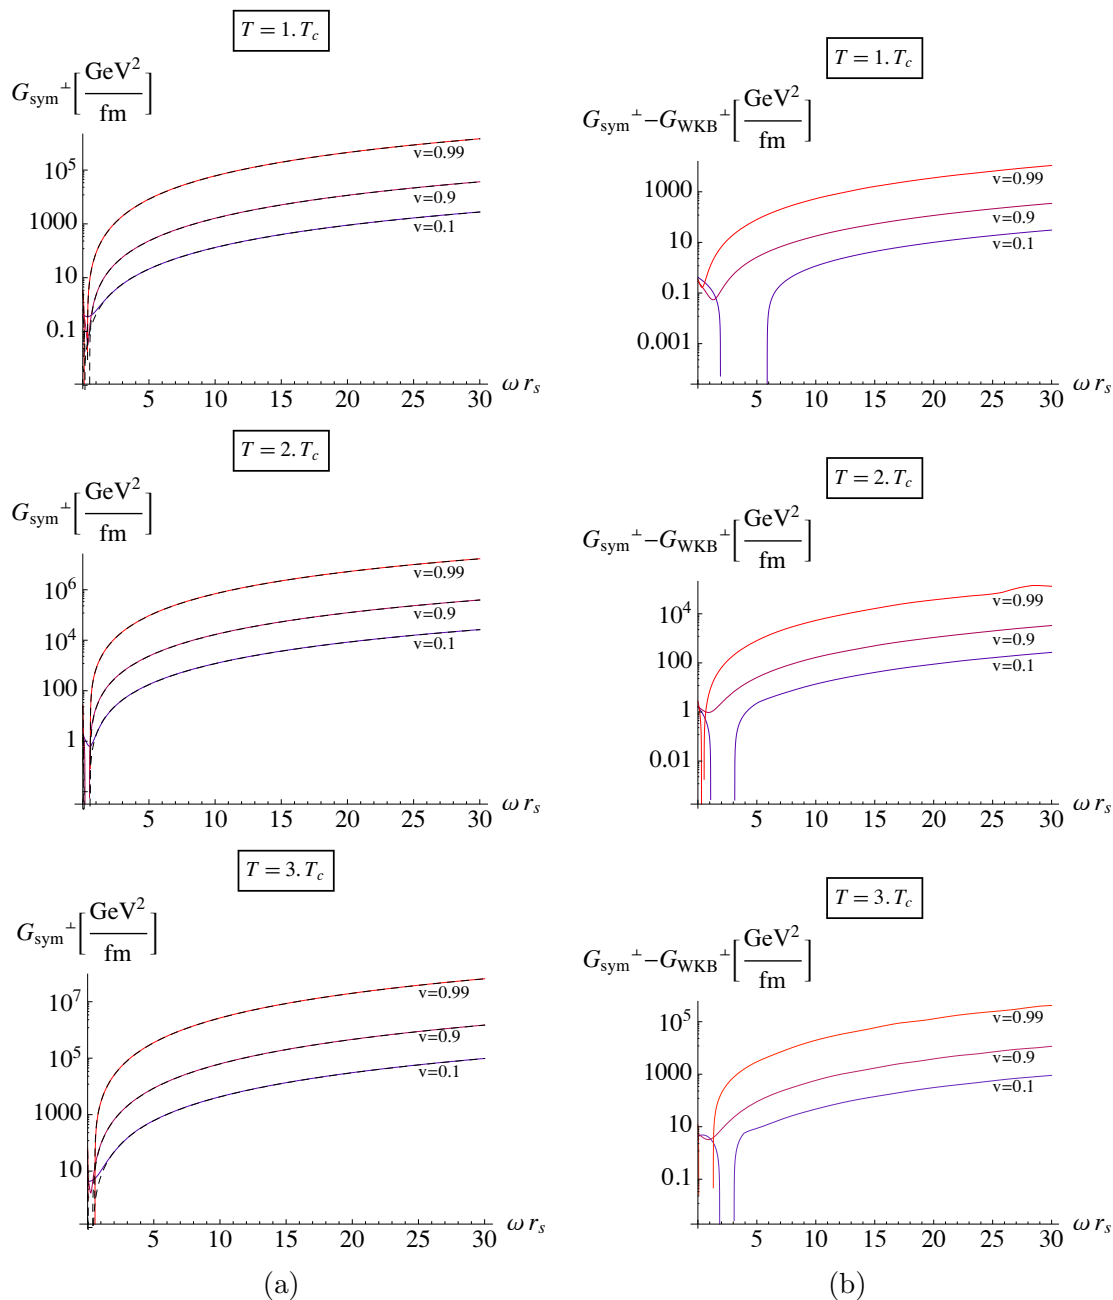 T = 1. T_c
G_sym^⊥ [GeV^2/fm]
10^5
1000
10
0.1
v=0.99
v=0.9
v=0.1
5 10 15 20 25 30 ω r_s
T = 1. T_c
G_sym^⊥ − G_WKB^⊥ [GeV^2/fm]
1000
10
0.1
0.001
v=0.99
v=0.9
v=0.1
5 10 15 20 25 30 ω r_s
T = 2. T_c
G_sym^⊥ [GeV^2/fm]
10^6
10^4
100
1
v=0.99
v=0.9
v=0.1
5 10 15 20 25 30 ω r_s
T = 2. T_c
G_sym^⊥ − G_WKB^⊥ [GeV^2/fm]
10^4
100
1
0.01
v=0.99
v=0.9
v=0.1
5 10 15 20 25 30 ω r_s
T = 3. T_c
G_sym^⊥ [GeV^2/fm]
10^7
10^5
1000
10
v=0.99
v=0.9
v=0.1
5 10 15 20 25 30 ω r_s
T = 3. T_c
G_sym^⊥ − G_WKB^⊥ [GeV^2/fm]
10^5
1000
10
0.1
v=0.99
v=0.9
v=0.1
5 10 15 20 25 30 ω r_s
(a) (b)